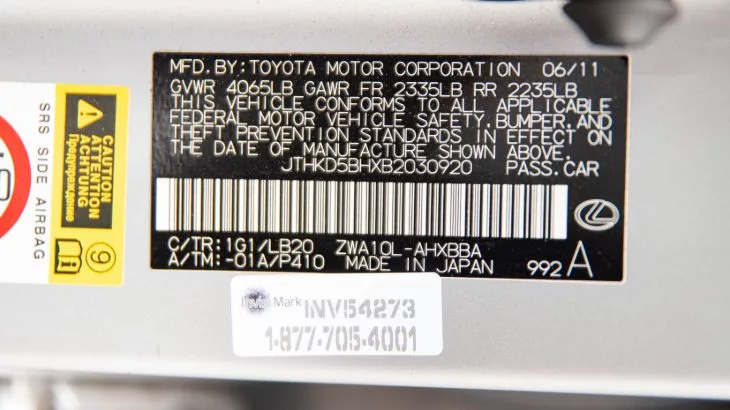 MFD. BY: TOYOTA MOTOR CORPORATION 06/11
GVWR 4065LB GAWR FR 2335LB RR 2235LB
THIS VEHICLE CONFORMS TO ALL APPLICABLE
FEDERAL MOTOR VEHICLE SAFETY, BUMPER, AND
THEFT PREVENTION STANDARDS IN EFFECT ON
THE DATE OF MANUFACTURE SHOWN ABOVE.
JTHKD5BHXB2030920 PASS.CAR
C/TR: 1G1/LB20 ZWA10L-AHXBBA
A/TM: -01A/P410 MADE IN JAPAN 992 A
SRS SIDE AIRBAG
CAUTION
ATTENTION
ACHTUNG
Предупреждение
9
InvisiMark INV54273
1-877-705-4001